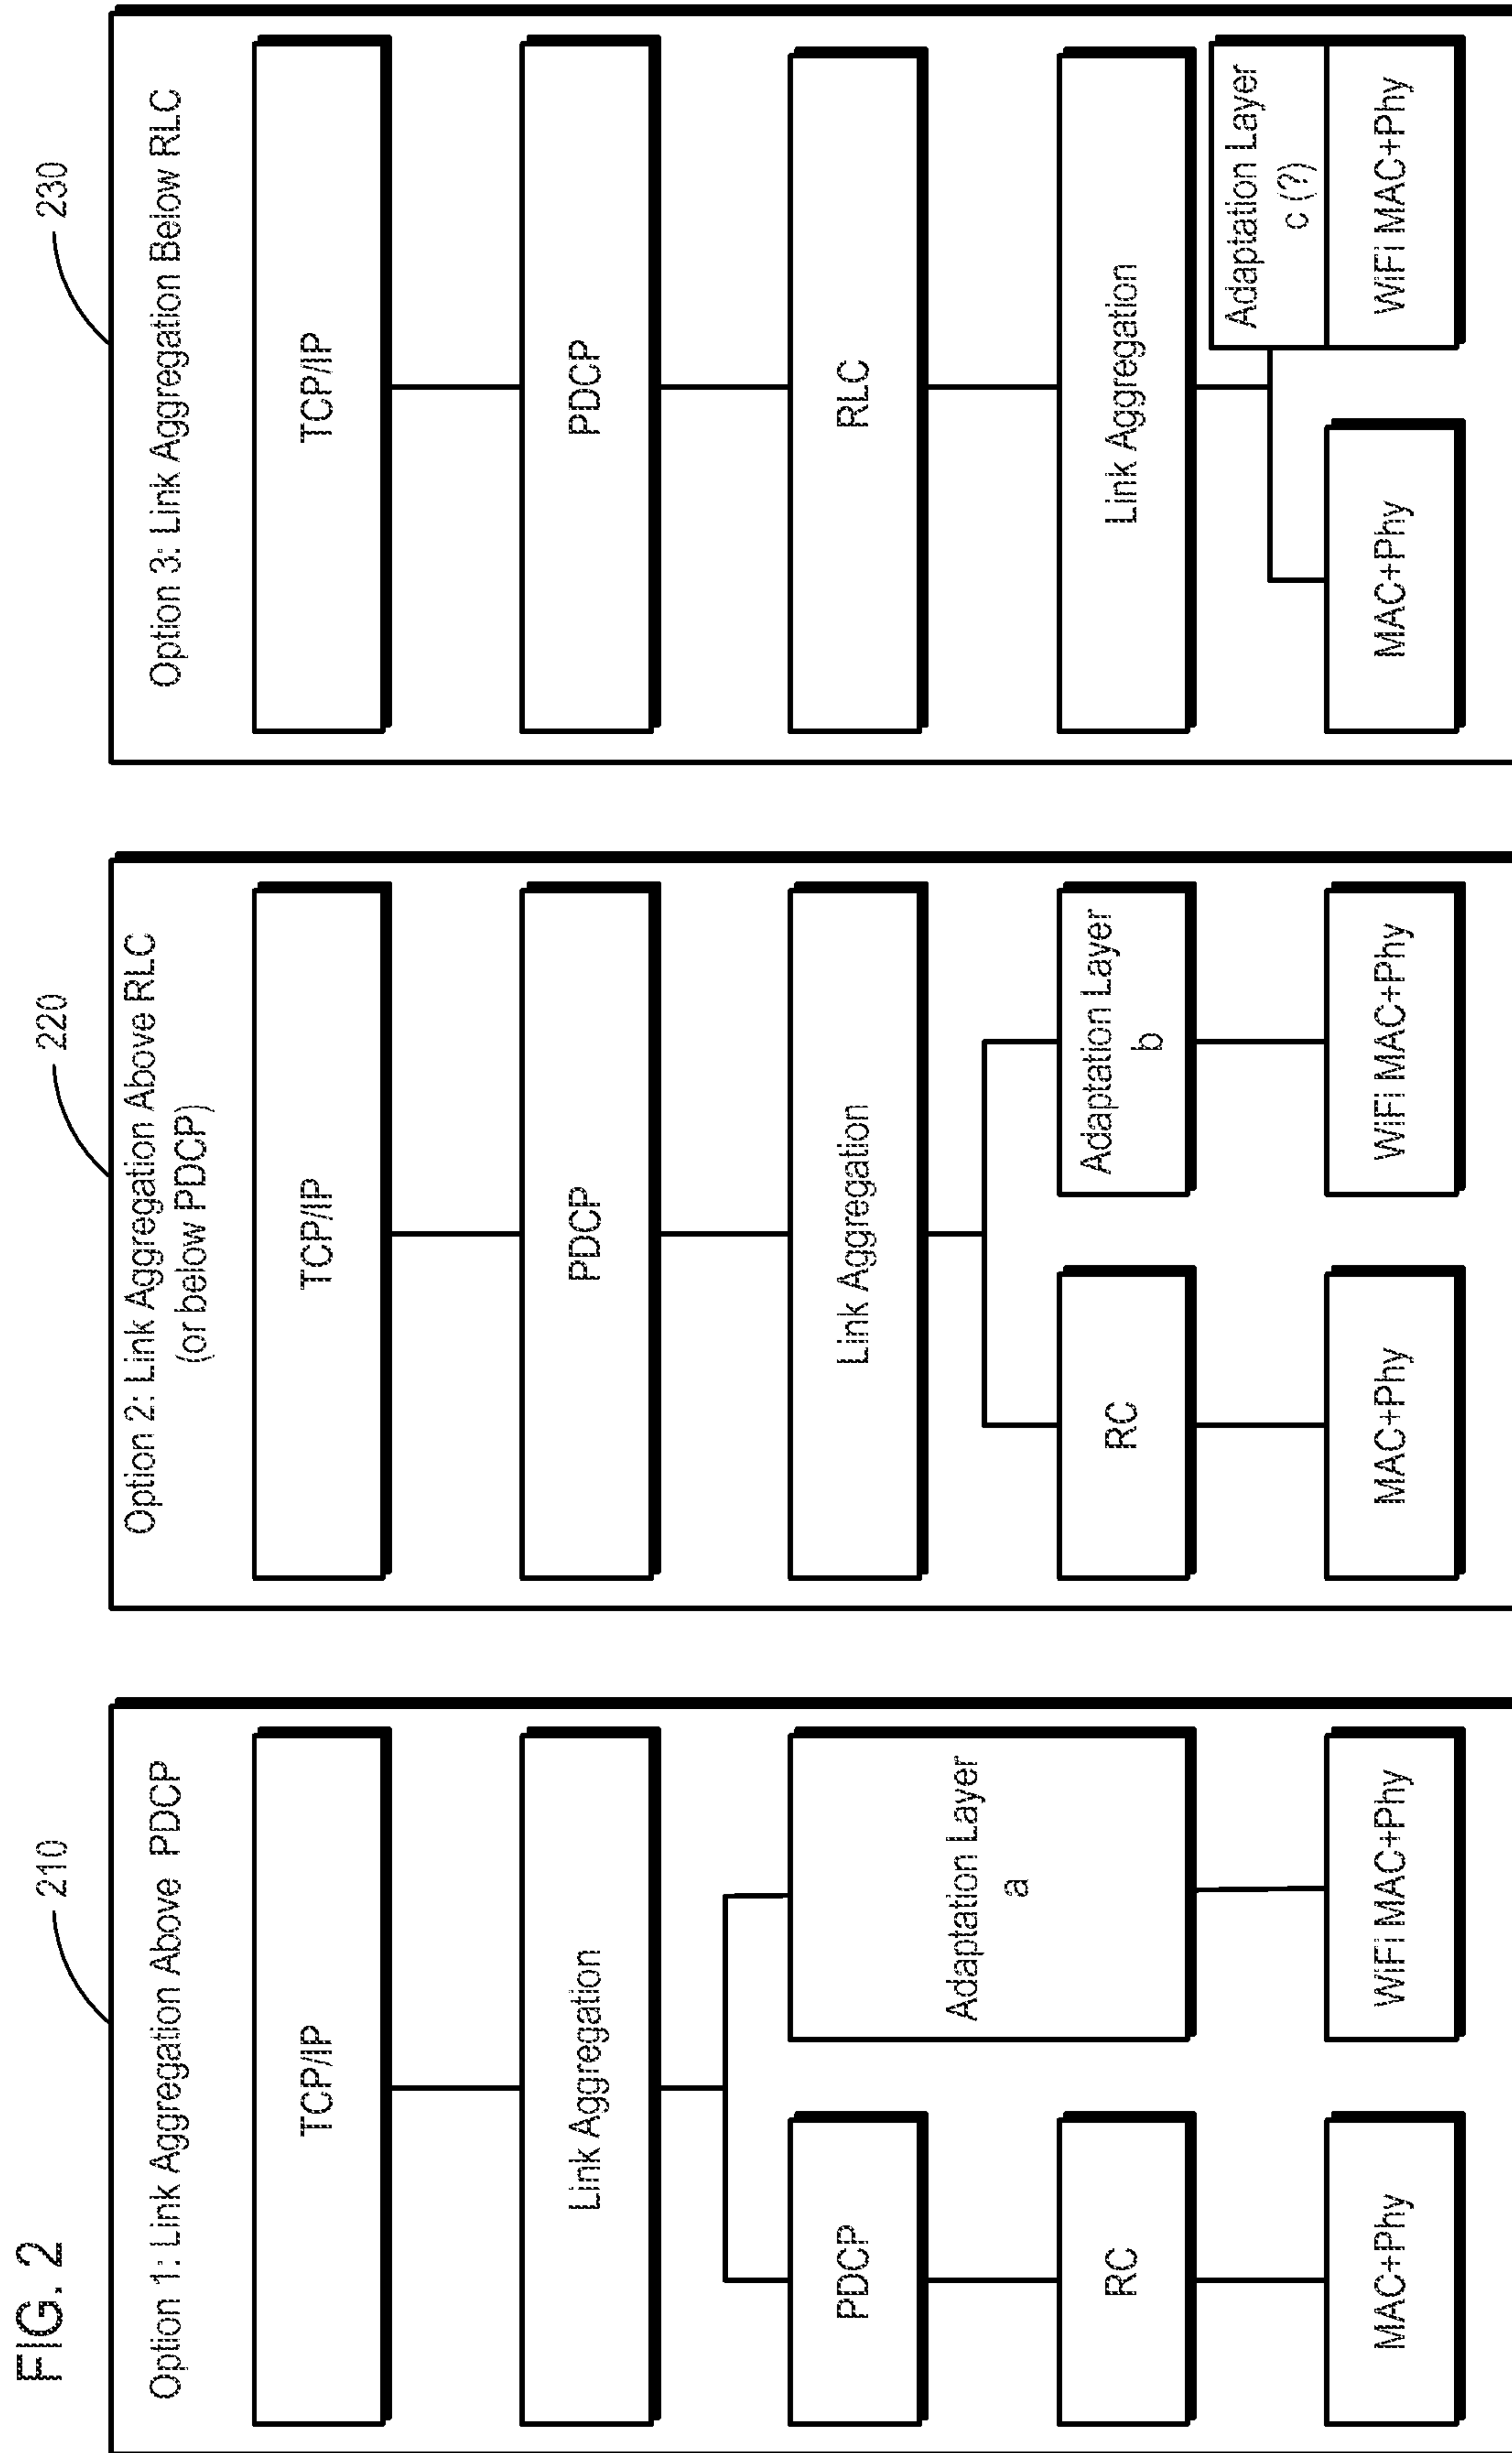 FIG. 2
210
Option 1: Link Aggregation Above PDCP
TCP/IP
Link Aggregation
PDCP
Adaptation Layer
a
RC
MAC+Phy
WiFi MAC+Phy
220
Option 2: Link Aggregation Above RLC
(or below PDCP)
TCP/IP
PDCP
Link Aggregation
RC
Adaptation Layer
b
MAC+Phy
WiFi MAC+Phy
230
Option 3: Link Aggregation Below RLC
TCP/IP
PDCP
RLC
Link Aggregation
Adaptation Layer
c (?)
MAC+Phy
WiFi MAC+Phy